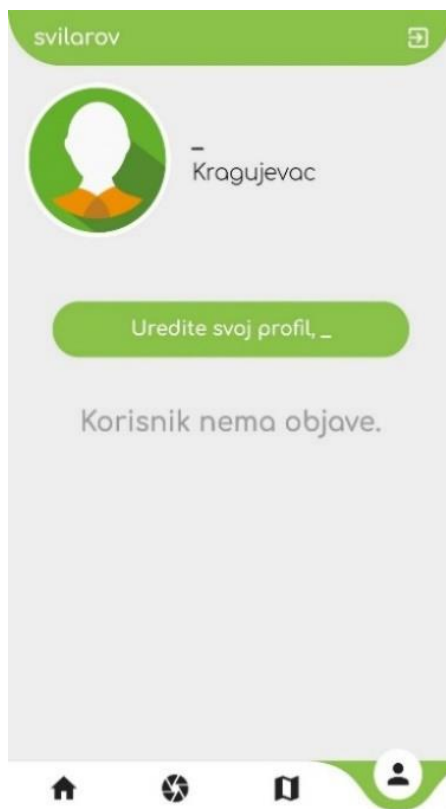 svilarov
_
Kragujevac
Uredite svoj profil, _
Korisnik nema objave.